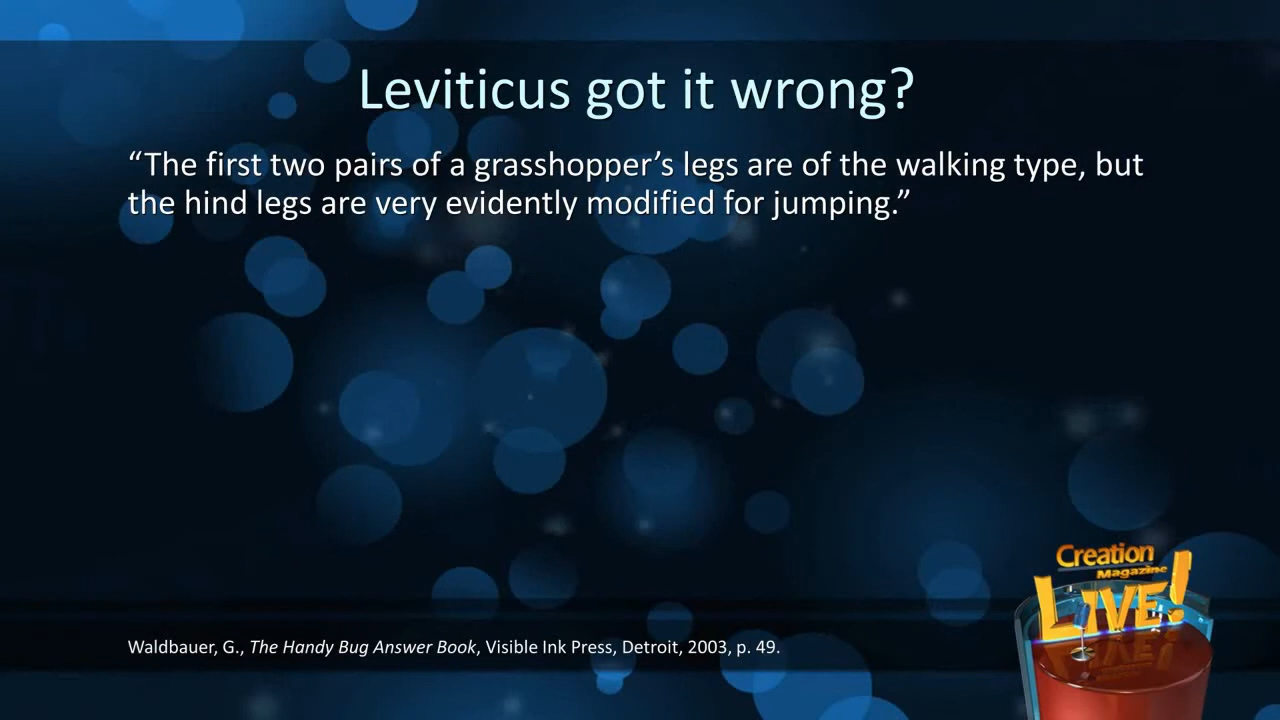 Leviticus got it wrong?
“The first two pairs of a grasshopper’s legs are of the walking type, but
the hind legs are very evidently modified for jumping.”
Creation
Magazine
LIVE!
Waldbauer, G., The Handy Bug Answer Book, Visible Ink Press, Detroit, 2003, p. 49.